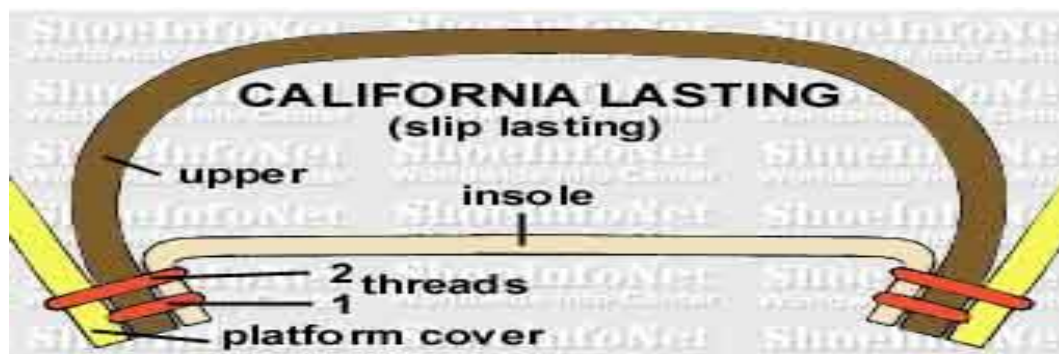 CALIFORNIA LASTING
(slip lasting)
upper
insole
2 threads
1
platform cover